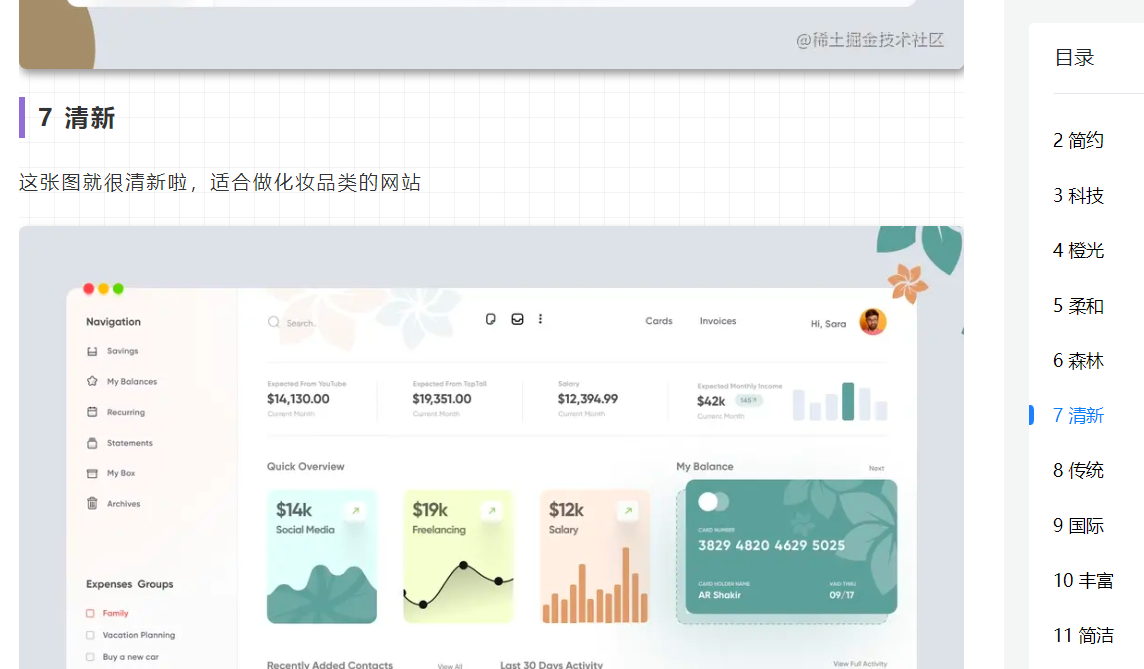 @稀土掘金技术社区
7 清新
这张图就很清新啦，适合做化妆品类的网站
Navigation
Savings
My Balances
Recurring
Statements
My Box
Archives
Expenses Groups
Family
Vacation Planning
Buy a new car
Search..
Cards
Invoices
Hi, Sara
Expected From YouTube
$14,130.00
Current Month
Expected From TopTall
$19,351.00
Current Month
Salary
$12,394.99
Current Month
Expected Monthly Income
$42k
Current Month
Quick Overview
$14k
Social Media
$19k
Freelancing
$12k
Salary
My Balance
Next
CARD NUMBER
3829 4820 4629 5025
CARD HOLDER NAME
AR Shakir
09/17
Recently Added Contacts
View All
Last 30 Days Activity
View Full Activity
目录
2 简约
3 科技
4 橙光
5 柔和
6 森林
7 清新
8 传统
9 国际
10 丰富
11 简洁